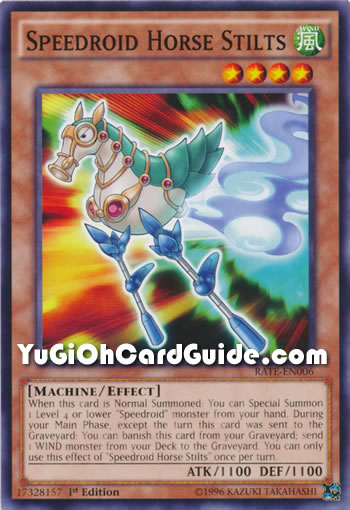 SPEEDROID HORSE STILTS
WIND
風
YuGiOhCardGuide.com
RATE-EN006
[MACHINE/EFFECT]
When this card is Normal Summoned: You can Special Summon
1 Level 4 or lower "Speedroid" monster from your hand. During
your Main Phase, except the turn this card was sent to the
Graveyard: You can banish this card from your Graveyard; send
1 WIND monster from your Deck to the Graveyard. You can only
use this effect of "Speedroid Horse Stilts" once per turn.
ATK/1100 DEF/1100
17328157 1st Edition ©1996 KAZUKI TAKAHASHI